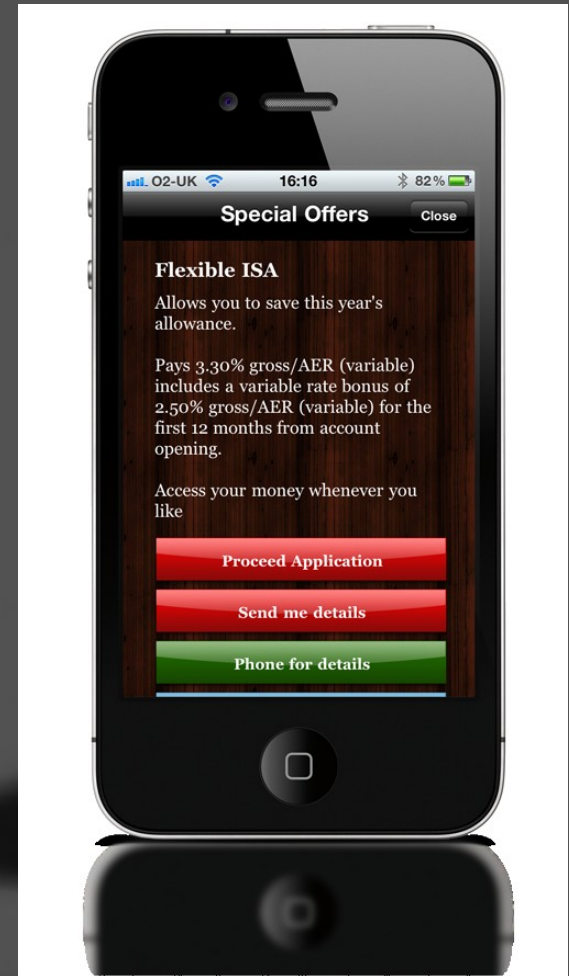 O2-UK 16:16 82%
Special Offers Close
Flexible ISA
Allows you to save this year's
allowance.
Pays 3.30% gross/AER (variable)
includes a variable rate bonus of
2.50% gross/AER (variable) for the
first 12 months from account
opening.
Access your money whenever you
like
Proceed Application
Send me details
Phone for details